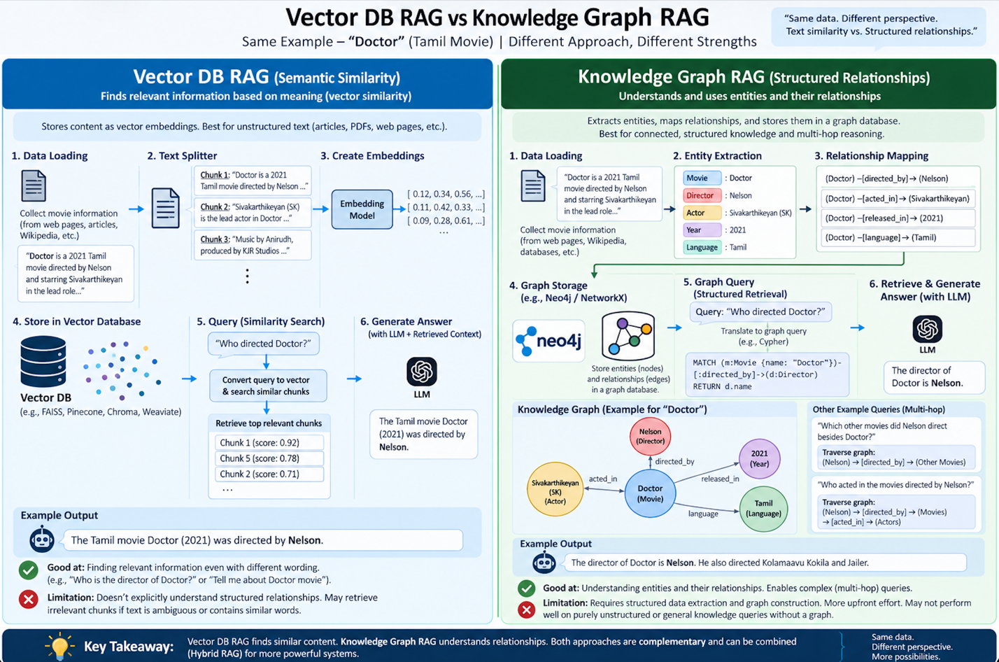 Vector DB RAG vs Knowledge Graph RAG
Same Example – “Doctor” (Tamil Movie) | Different Approach, Different Strengths
“Same data. Different perspective.
Text similarity vs. Structured relationships.”
Vector DB RAG (Semantic Similarity)
Finds relevant information based on meaning (vector similarity)
Stores content as vector embeddings. Best for unstructured text (articles, PDFs, web pages, etc.).
1. Data Loading
Collect movie information
(from web pages, articles,
Wikipedia, etc.)
“Doctor is a 2021 Tamil
movie directed by Nelson
and starring Sivakarthikeyan
in the lead role...”
2. Text Splitter
Chunk 1: “Doctor is a 2021
Tamil movie directed by Nelson ...”
Chunk 2: “Sivakarthikeyan (SK)
is the lead actor in Doctor ...”
Chunk 3: “Music by Anirudh,
produced by KJR Studios ...”
3. Create Embeddings
Embedding
Model
[ 0.12, 0.34, 0.56, ...]
[ 0.11, 0.42, 0.33, ...]
[ 0.09, 0.28, 0.61, ...]
...
4. Store in Vector Database
Vector DB
(e.g., FAISS, Pinecone, Chroma, Weaviate)
5. Query (Similarity Search)
“Who directed Doctor?”
Convert query to vector
& search similar chunks
Retrieve top relevant chunks
Chunk 1 (score: 0.92)
Chunk 5 (score: 0.78)
Chunk 2 (score: 0.71)
...
6. Generate Answer
(with LLM + Retrieved Context)
LLM
The Tamil movie Doctor
(2021) was directed by
Nelson.
Example Output
The Tamil movie Doctor (2021) was directed by Nelson.
Good at: Finding relevant information even with different wording.
(e.g., “Who is the director of Doctor?” or “Tell me about Doctor movie”).
Limitation: Doesn’t explicitly understand structured relationships. May retrieve
irrelevant chunks if text is ambiguous or contains similar words.
Knowledge Graph RAG (Structured Relationships)
Understands and uses entities and their relationships
Extracts entities, maps relationships, and stores them in a graph database.
Best for connected, structured knowledge and multi-hop reasoning.
1. Data Loading
“Doctor is a 2021 Tamil
movie directed by Nelson
and starring Sivakarthikeyan
in the lead role...”
Collect movie information
(from web pages, Wikipedia,
databases, etc.)
2. Entity Extraction
Movie : Doctor
Director : Nelson
Actor : Sivakarthikeyan (SK)
Year : 2021
Language : Tamil
3. Relationship Mapping
(Doctor) –[directed_by]→ (Nelson)
(Doctor) –[acted_in]→ (Sivakarthikeyan)
(Doctor) –[released_in]→ (2021)
(Doctor) –[language]→ (Tamil)
4. Graph Storage
(e.g., Neo4j / NetworkX)
neo4j
Store entities (nodes)
and relationships (edges)
in a graph database.
5. Graph Query
(Structured Retrieval)
Query: “Who directed Doctor?”
Translate to graph query
(e.g., Cypher)
MATCH (m:Movie {name: "Doctor"})-
[:directed_by]->(d:Director)
RETURN d.name
6. Retrieve & Generate
Answer (with LLM)
LLM
The director of
Doctor is Nelson.
Knowledge Graph (Example for “Doctor”)
Nelson
(Director)
directed_by
2021
(Year)
released_in
Sivakarthikeyan
(SK)
(Actor)
acted_in
Doctor
(Movie)
language
Tamil
(Language)
Other Example Queries (Multi-hop)
“Which other movies did Nelson direct
besides Doctor?”
Traverse graph:
(Nelson) → [directed_by] → (Other Movies)
“Who acted in the movies directed by Nelson?”
Traverse graph:
(Nelson) → [directed_by] → (Movies)
→ [acted_in] → (Actors)
Example Output
The director of Doctor is Nelson. He also directed Kolamaavu Kokila and Jailer.
Good at: Understanding entities and their relationships. Enables complex (multi-hop) queries.
Limitation: Requires structured data extraction and graph construction. More upfront effort. May not perform
well on purely unstructured or general knowledge queries without a graph.
Key Takeaway:
Vector DB RAG finds similar content. Knowledge Graph RAG understands relationships. Both approaches are complementary and can be combined
(Hybrid RAG) for more powerful systems.
Same data.
Different perspective.
More possibilities.